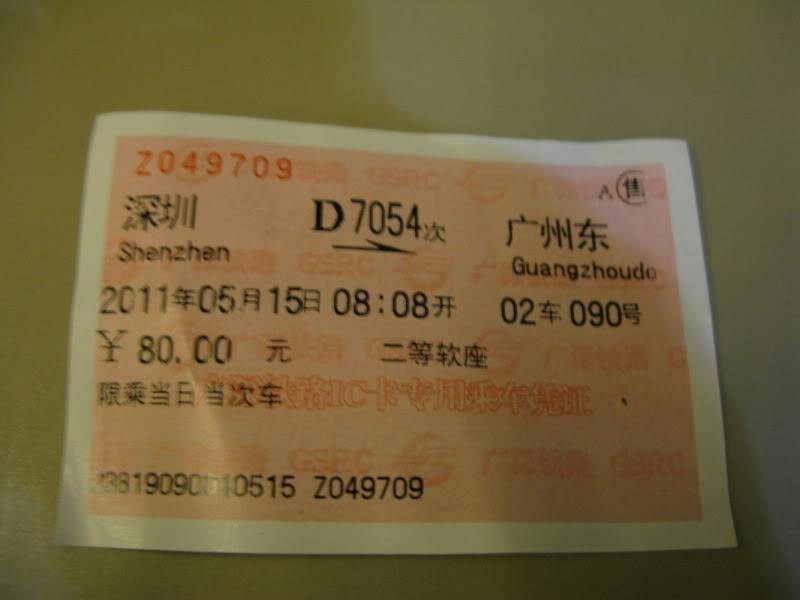 Z049709
A 售
深圳 D7054次 广州东
Shenzhen Guangzhoudo
2011年05月15日 08:08开 02车 090号
¥ 80.00 元 二等软座
限乘当日当次车
路IC卡专用乘车凭证
0515 Z049709